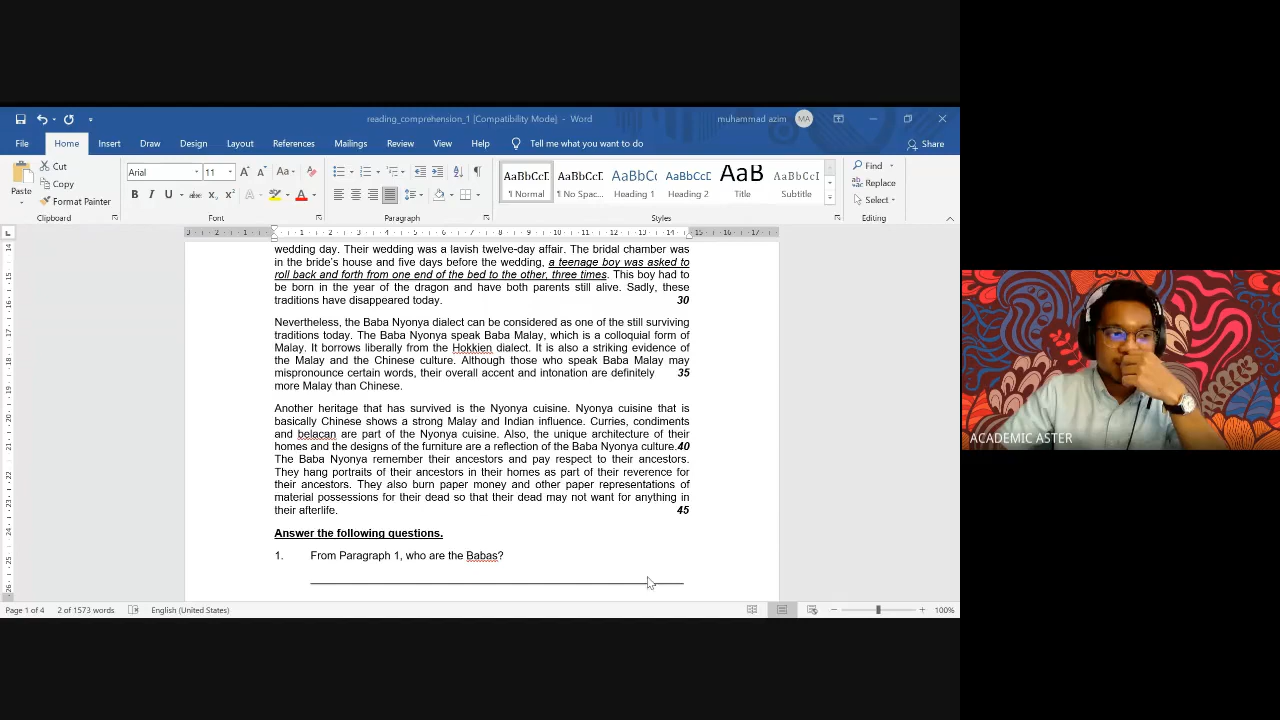 reading_comprehension_1 [Compatibility Mode] - Word
muhammad azim
MA
File Home Insert Draw Design Layout References Mailings Review View Help Tell me what you want to do Share
Paste
Cut
Copy
Format Painter
Clipboard
Arial 11
Font
Paragraph
AaBbCcI AaBbCcI AaBbCc AaBbCcI AaB AaBbCcI
¶ Normal ¶ No Spac... Heading 1 Heading 2 Title Subtitle
Styles
Find
Replace
Select
Editing
wedding day. Their wedding was a lavish twelve-day affair. The bridal chamber was
in the bride's house and five days before the wedding, a teenage boy was asked to
roll back and forth from one end of the bed to the other, three times. This boy had to
be born in the year of the dragon and have both parents still alive. Sadly, these
traditions have disappeared today. 30
Nevertheless, the Baba Nyonya dialect can be considered as one of the still surviving
traditions today. The Baba Nyonya speak Baba Malay, which is a colloquial form of
Malay. It borrows liberally from the Hokkien dialect. It is also a striking evidence of
the Malay and the Chinese culture. Although those who speak Baba Malay may
mispronounce certain words, their overall accent and intonation are definitely 35
more Malay than Chinese.
Another heritage that has survived is the Nyonya cuisine. Nyonya cuisine that is
basically Chinese shows a strong Malay and Indian influence. Curries, condiments
and belacan are part of the Nyonya cuisine. Also, the unique architecture of their
homes and the designs of the furniture are a reflection of the Baba Nyonya culture.40
The Baba Nyonya remember their ancestors and pay respect to their ancestors.
They hang portraits of their ancestors in their homes as part of their reverence for
their ancestors. They also burn paper money and other paper representations of
material possessions for their dead so that their dead may not want for anything in
their afterlife. 45
Answer the following questions.
1. From Paragraph 1, who are the Babas?
Page 1 of 4 2 of 1573 words English (United States) 100%
ACADEMIC ASTER